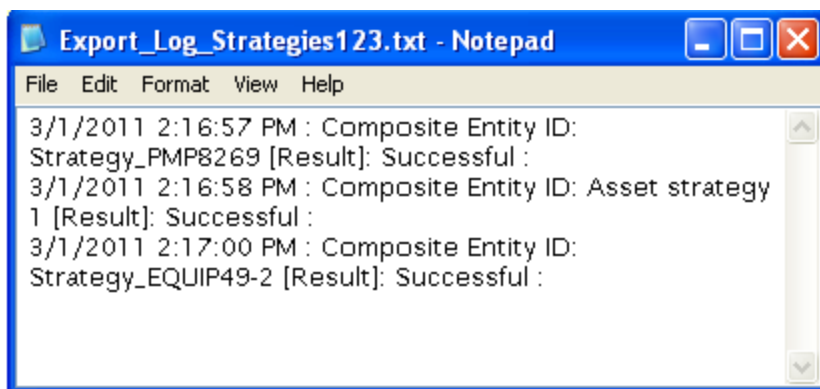 Export_Log_Strategies123.txt - Notepad
File Edit Format View Help
3/1/2011 2:16:57 PM : Composite Entity ID:
Strategy_PMP8269 [Result]: Successful :
3/1/2011 2:16:58 PM : Composite Entity ID: Asset strategy
1 [Result]: Successful :
3/1/2011 2:17:00 PM : Composite Entity ID:
Strategy_EQUIP49-2 [Result]: Successful :